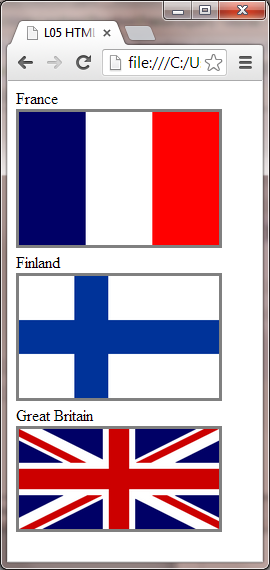 L05 HTML
file:///C:/U
France
Finland
Great Britain